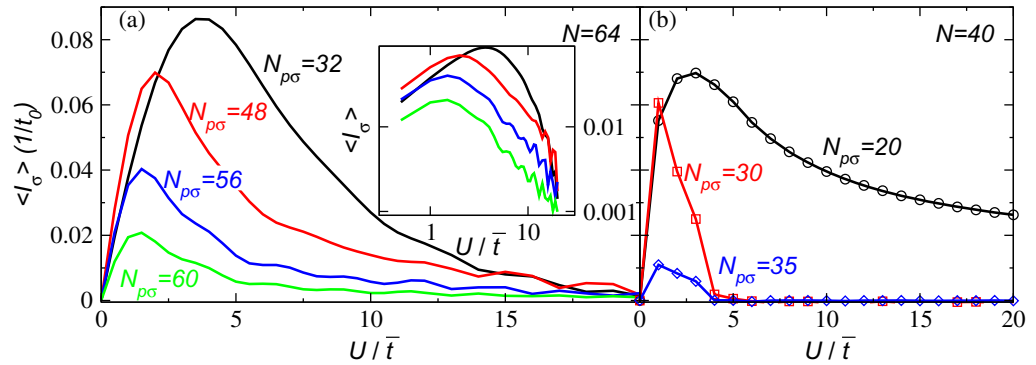 (a)
N=64
(b)
N=40
<I_σ> (1/t_0)
0.08
0.06
0.04
0.02
0
N_pσ=32
N_pσ=48
N_pσ=56
N_pσ=60
<I_σ>
0.01
0.001
1
10
U / t̄
N_pσ=20
N_pσ=30
N_pσ=35
0 5 10 15 20 0 5 10 15 20
U / t̄
U / t̄